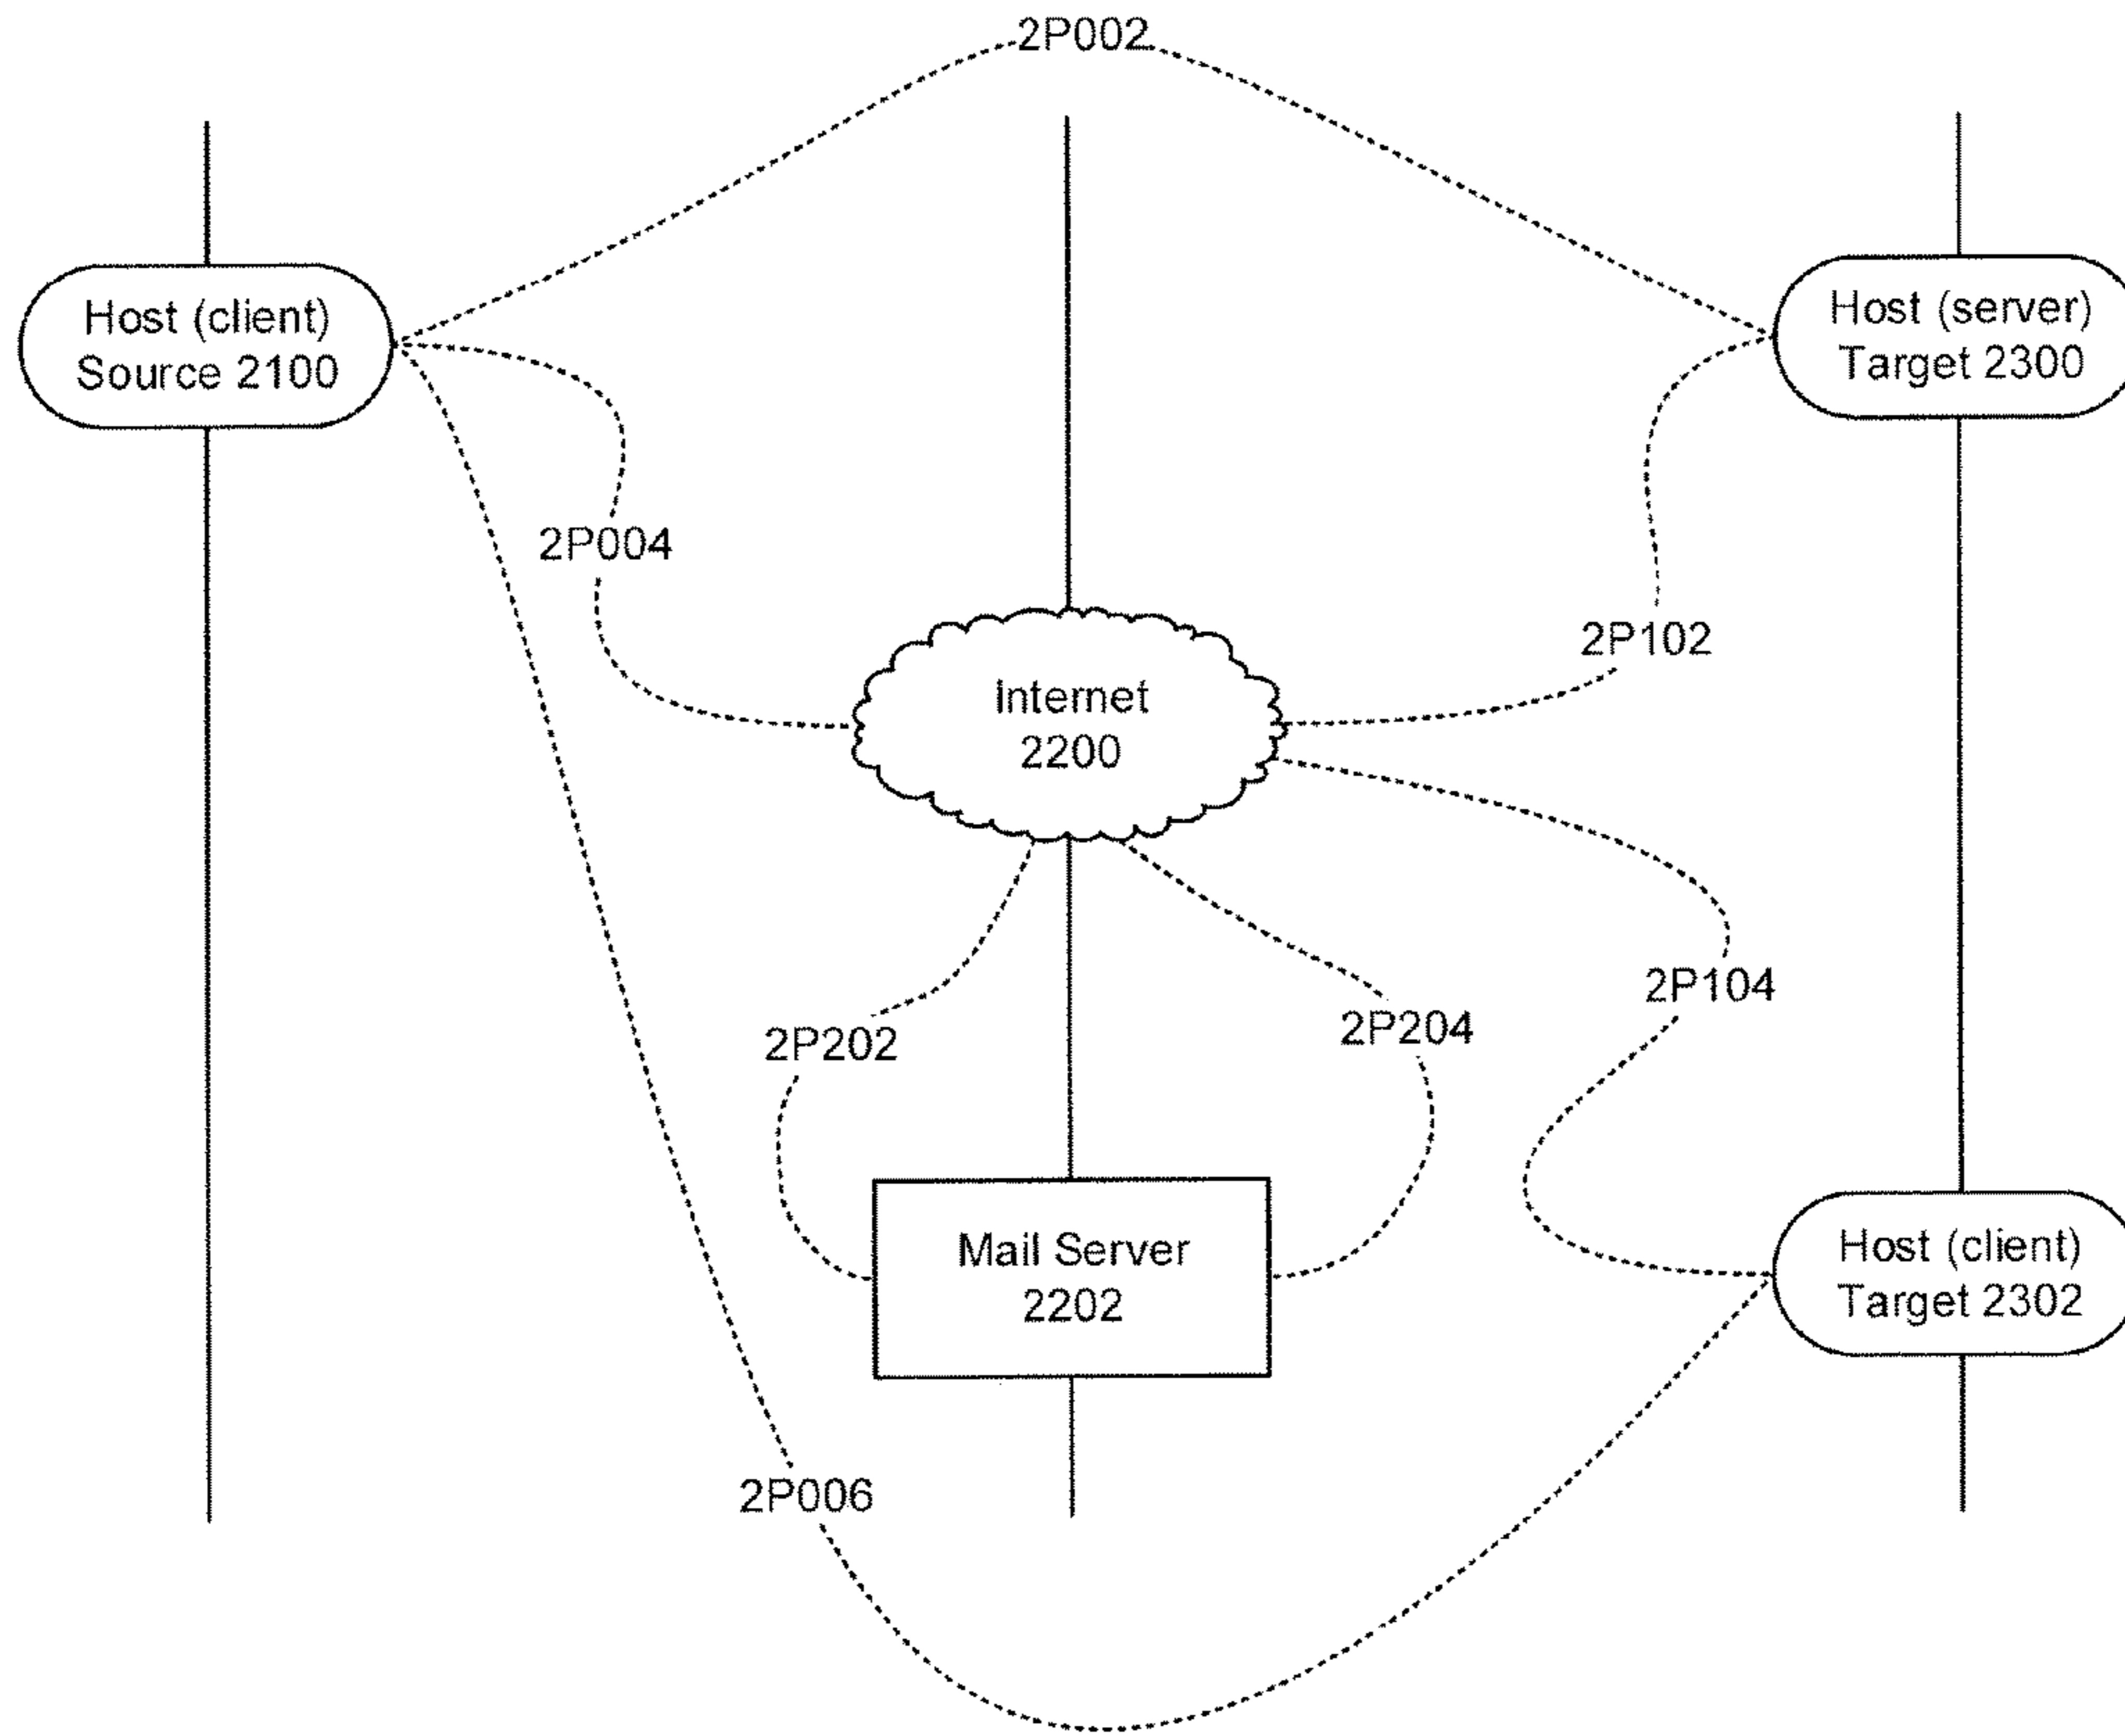 2P002
Host (client)
Source 2100
Host (server)
Target 2300
2P004
2P102
Internet
2200
2P104
2P202
2P204
Mail Server
2202
Host (client)
Target 2302
2P006